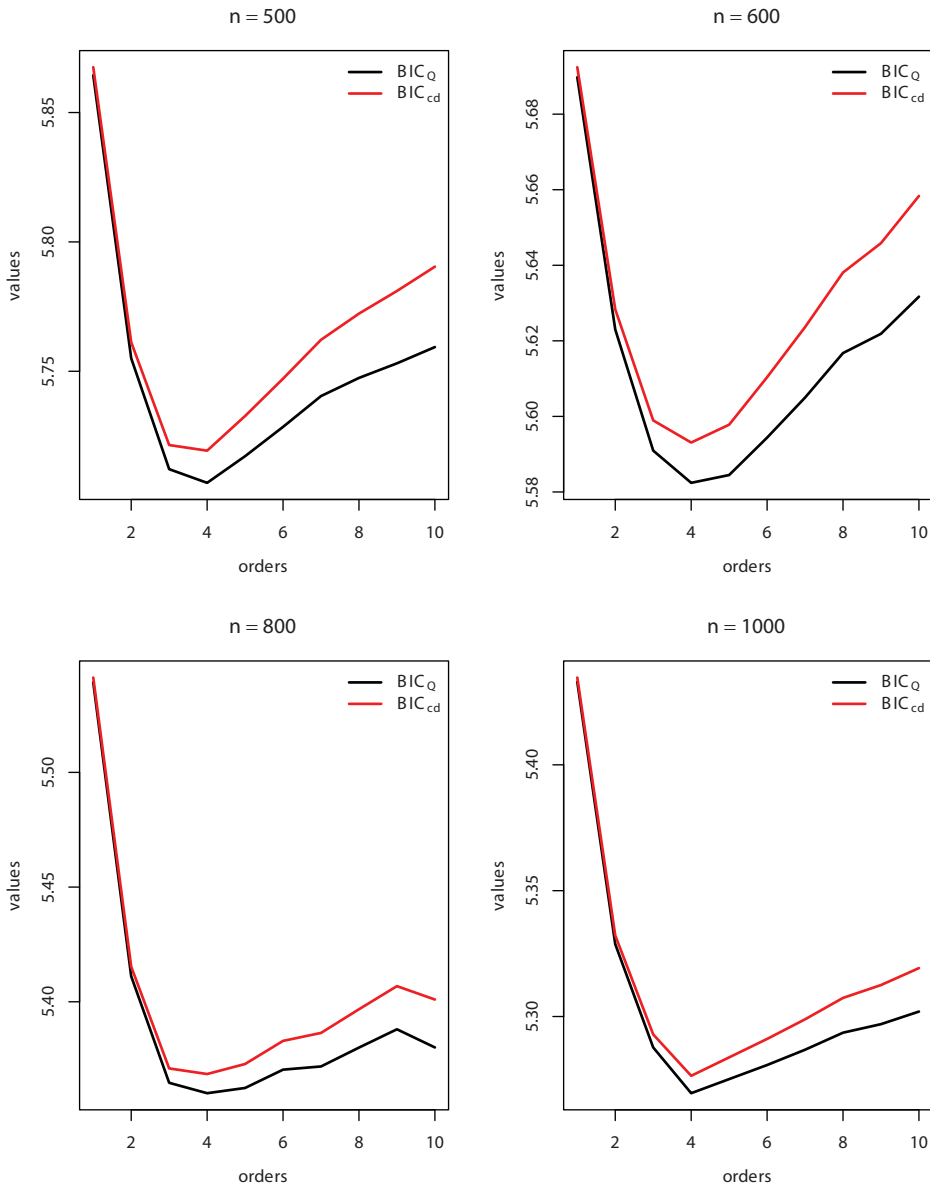 n = 500
BIC_Q
BIC_cd
values
5.85
5.80
5.75
2 4 6 8 10
orders
n = 600
BIC_Q
BIC_cd
values
5.68
5.66
5.64
5.62
5.60
5.58
2 4 6 8 10
orders
n = 800
BIC_Q
BIC_cd
values
5.50
5.45
5.40
2 4 6 8 10
orders
n = 1000
BIC_Q
BIC_cd
values
5.40
5.35
5.30
2 4 6 8 10
orders